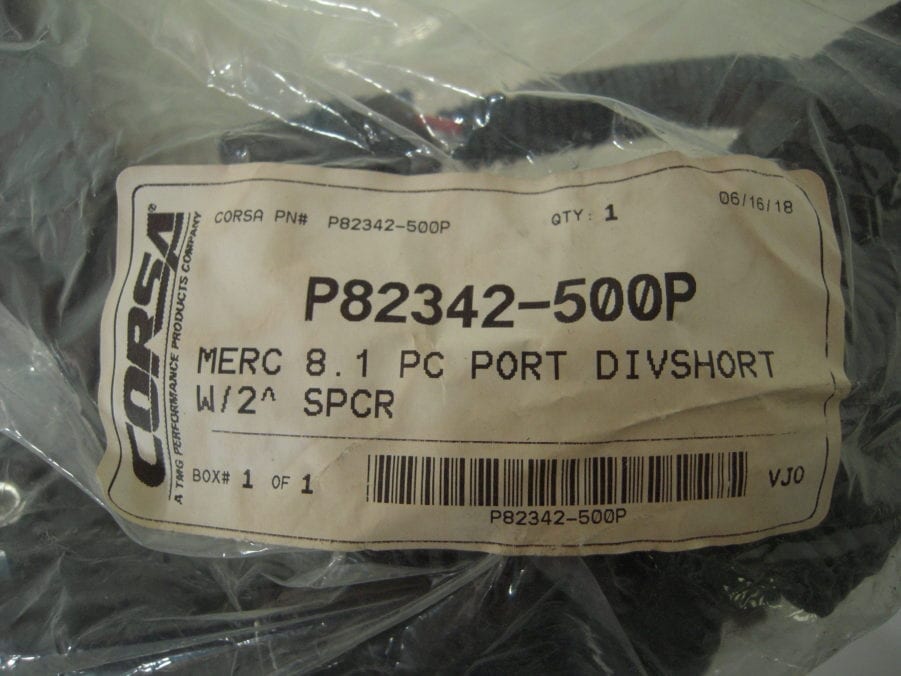 CORSA®
A TMG PERFORMANCE PRODUCTS COMPANY
CORSA PN# P82342-500P QTY: 1 06/16/18
P82342-500P
MERC 8.1 PC PORT DIVSHORT
W/2^ SPCR
BOX# 1 OF 1 VJO
P82342-500P